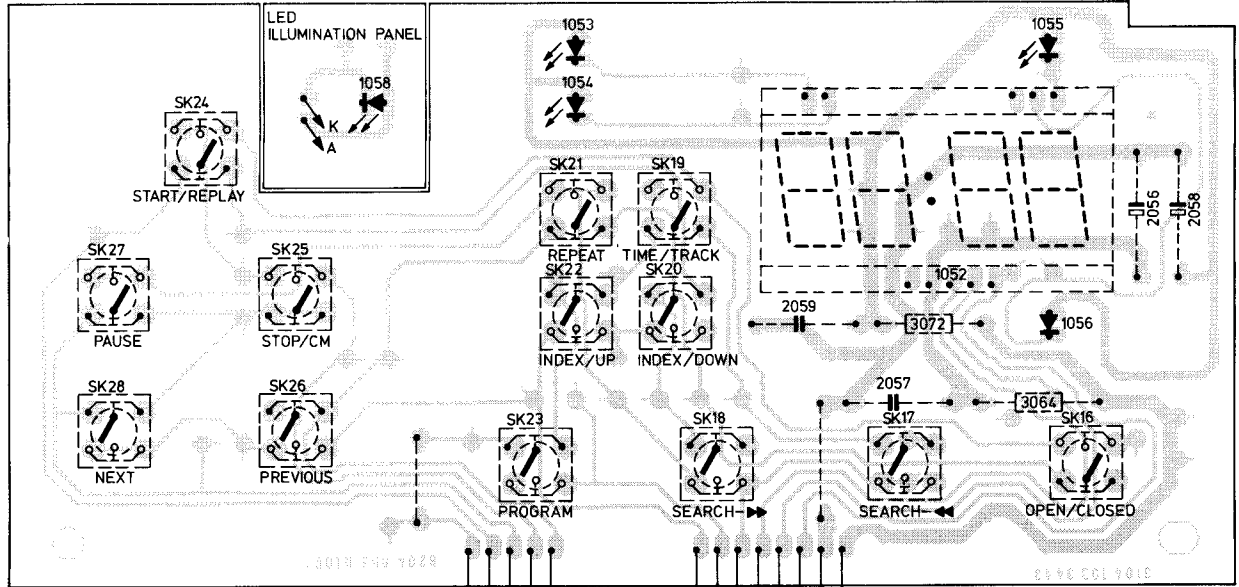 LED
ILLUMINATION PANEL
1058
K
A
1053
1054
1055
SK24
START/REPLAY
SK21
SK19
REPEAT
TIME/TRACK
SK22
SK20
INDEX/UP
INDEX/DOWN
SK27
SK25
PAUSE
STOP/CM
1052
2056
2058
2059
3072
1056
2057
3064
SK28
SK26
NEXT
PREVIOUS
SK23
SK18
SK17
SK16
PROGRAM
SEARCH-▶▶
SEARCH-◀◀
OPEN/CLOSED